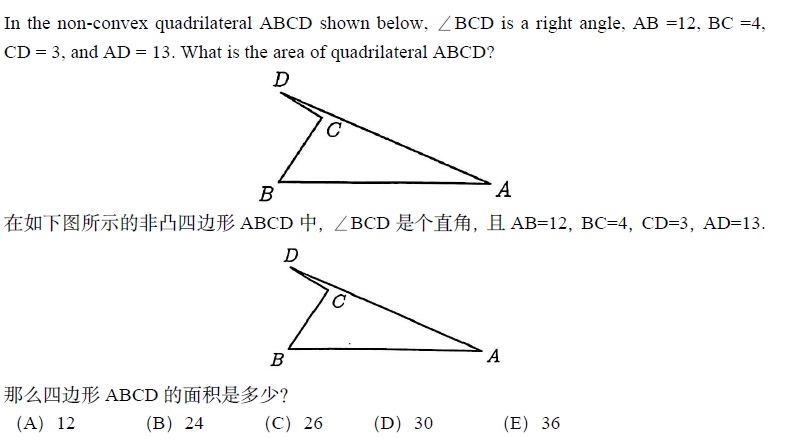 In the non-convex quadrilateral ABCD shown below, ∠BCD is a right angle, AB =12, BC =4,
CD = 3, and AD = 13. What is the area of quadrilateral ABCD?
D
C
B
A
在如下图所示的非凸四边形 ABCD 中, ∠BCD 是个直角, 且 AB=12, BC=4, CD=3, AD=13.
D
C
B
A
那么四边形 ABCD 的面积是多少?
(A) 12 (B) 24 (C) 26 (D) 30 (E) 36